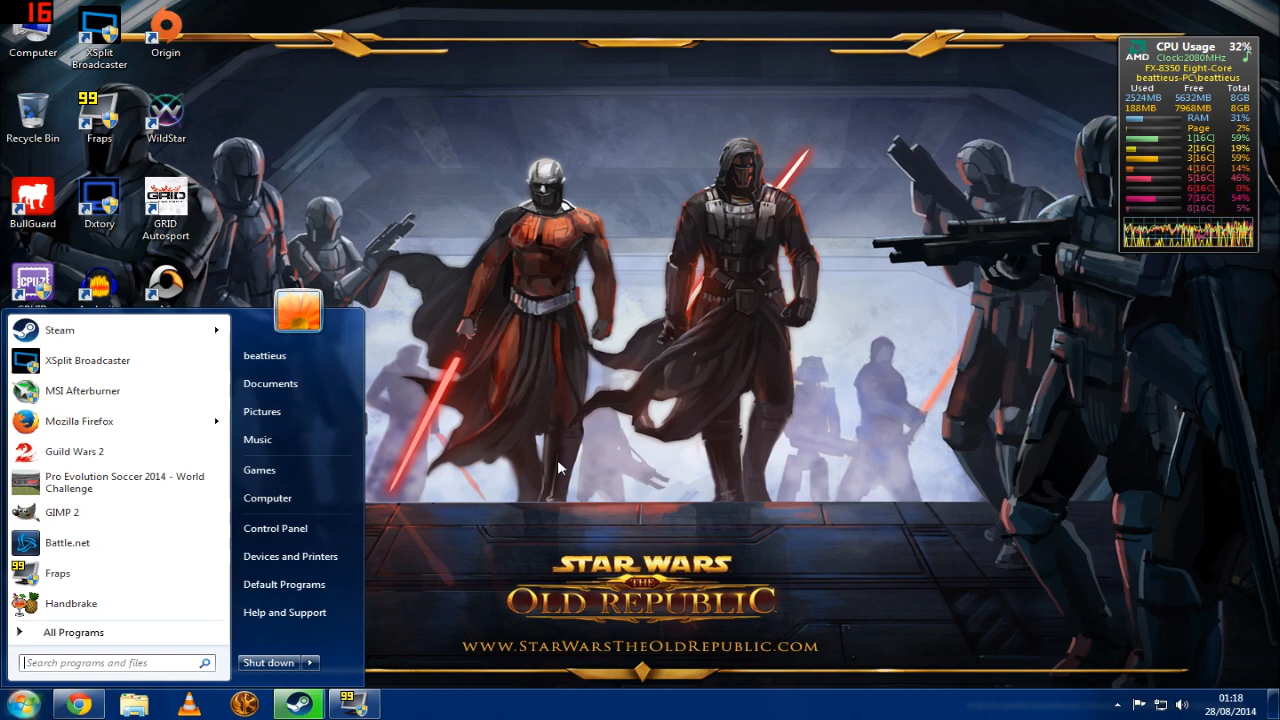 16
Computer
XSplit
Broadcaster
Origin
Recycle Bin
99
Fraps
WildStar
BullGuard
Dxtory
GRID
GRID
Autosport
CPUZ
Steam
XSplit Broadcaster
MSI Afterburner
Mozilla Firefox
Guild Wars 2
Pro Evolution Soccer 2014 - World
Challenge
GIMP 2
Battle.net
99
Fraps
Handbrake
All Programs
Search programs and files
beattieus
Documents
Pictures
Music
Games
Computer
Control Panel
Devices and Printers
Default Programs
Help and Support
Shut down
AMD
CPU Usage 32%
Clock:2080MHz
FX-8350 Eight-Core
beattieus-PC\beattieus
Used Free Total
2524MB 5632MB 8GB
188MB 7968MB 8GB
RAM 31%
Page 2%
1[16C] 59%
2[16C] 19%
3[16C] 59%
4[16C] 14%
5[16C] 46%
6[16C] 0%
7[16C] 54%
8[16C] 5%
STAR WARS
THE
OLD REPUBLIC
WWW.STARWARSTHEOLDREPUBLIC.COM
99
01:18
28/08/2014